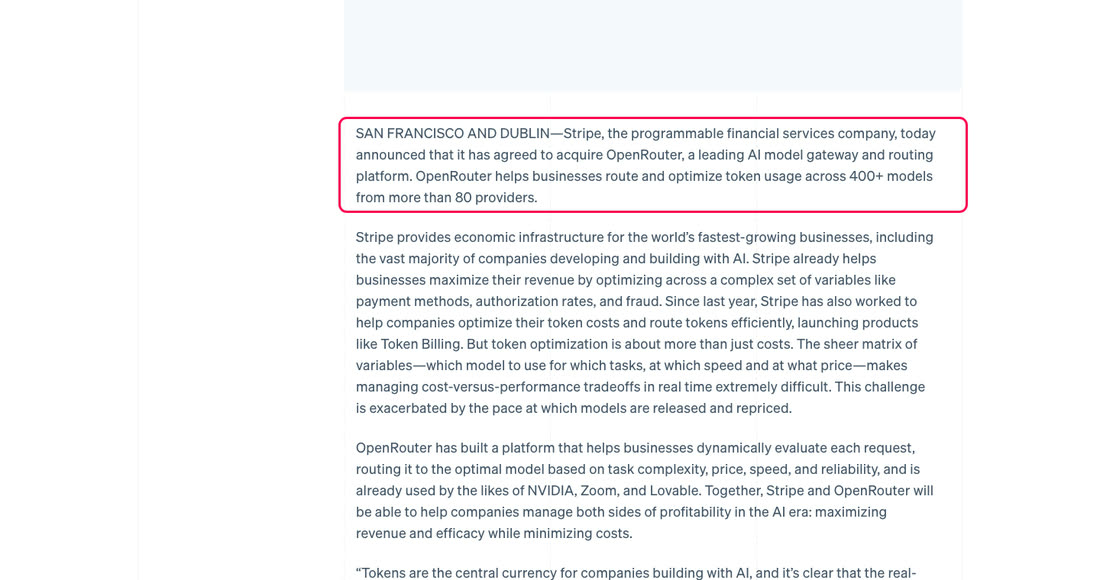 SAN FRANCISCO AND DUBLIN—Stripe, the programmable financial services company, today
announced that it has agreed to acquire OpenRouter, a leading AI model gateway and routing
platform. OpenRouter helps businesses route and optimize token usage across 400+ models
from more than 80 providers.
Stripe provides economic infrastructure for the world’s fastest-growing businesses, including
the vast majority of companies developing and building with AI. Stripe already helps
businesses maximize their revenue by optimizing across a complex set of variables like
payment methods, authorization rates, and fraud. Since last year, Stripe has also worked to
help companies optimize their token costs and route tokens efficiently, launching products
like Token Billing. But token optimization is about more than just costs. The sheer matrix of
variables—which model to use for which tasks, at which speed and at what price—makes
managing cost-versus-performance tradeoffs in real time extremely difficult. This challenge
is exacerbated by the pace at which models are released and repriced.
OpenRouter has built a platform that helps businesses dynamically evaluate each request,
routing it to the optimal model based on task complexity, price, speed, and reliability, and is
already used by the likes of NVIDIA, Zoom, and Lovable. Together, Stripe and OpenRouter will
be able to help companies manage both sides of profitability in the AI era: maximizing
revenue and efficacy while minimizing costs.
“Tokens are the central currency for companies building with AI, and it’s clear that the real-